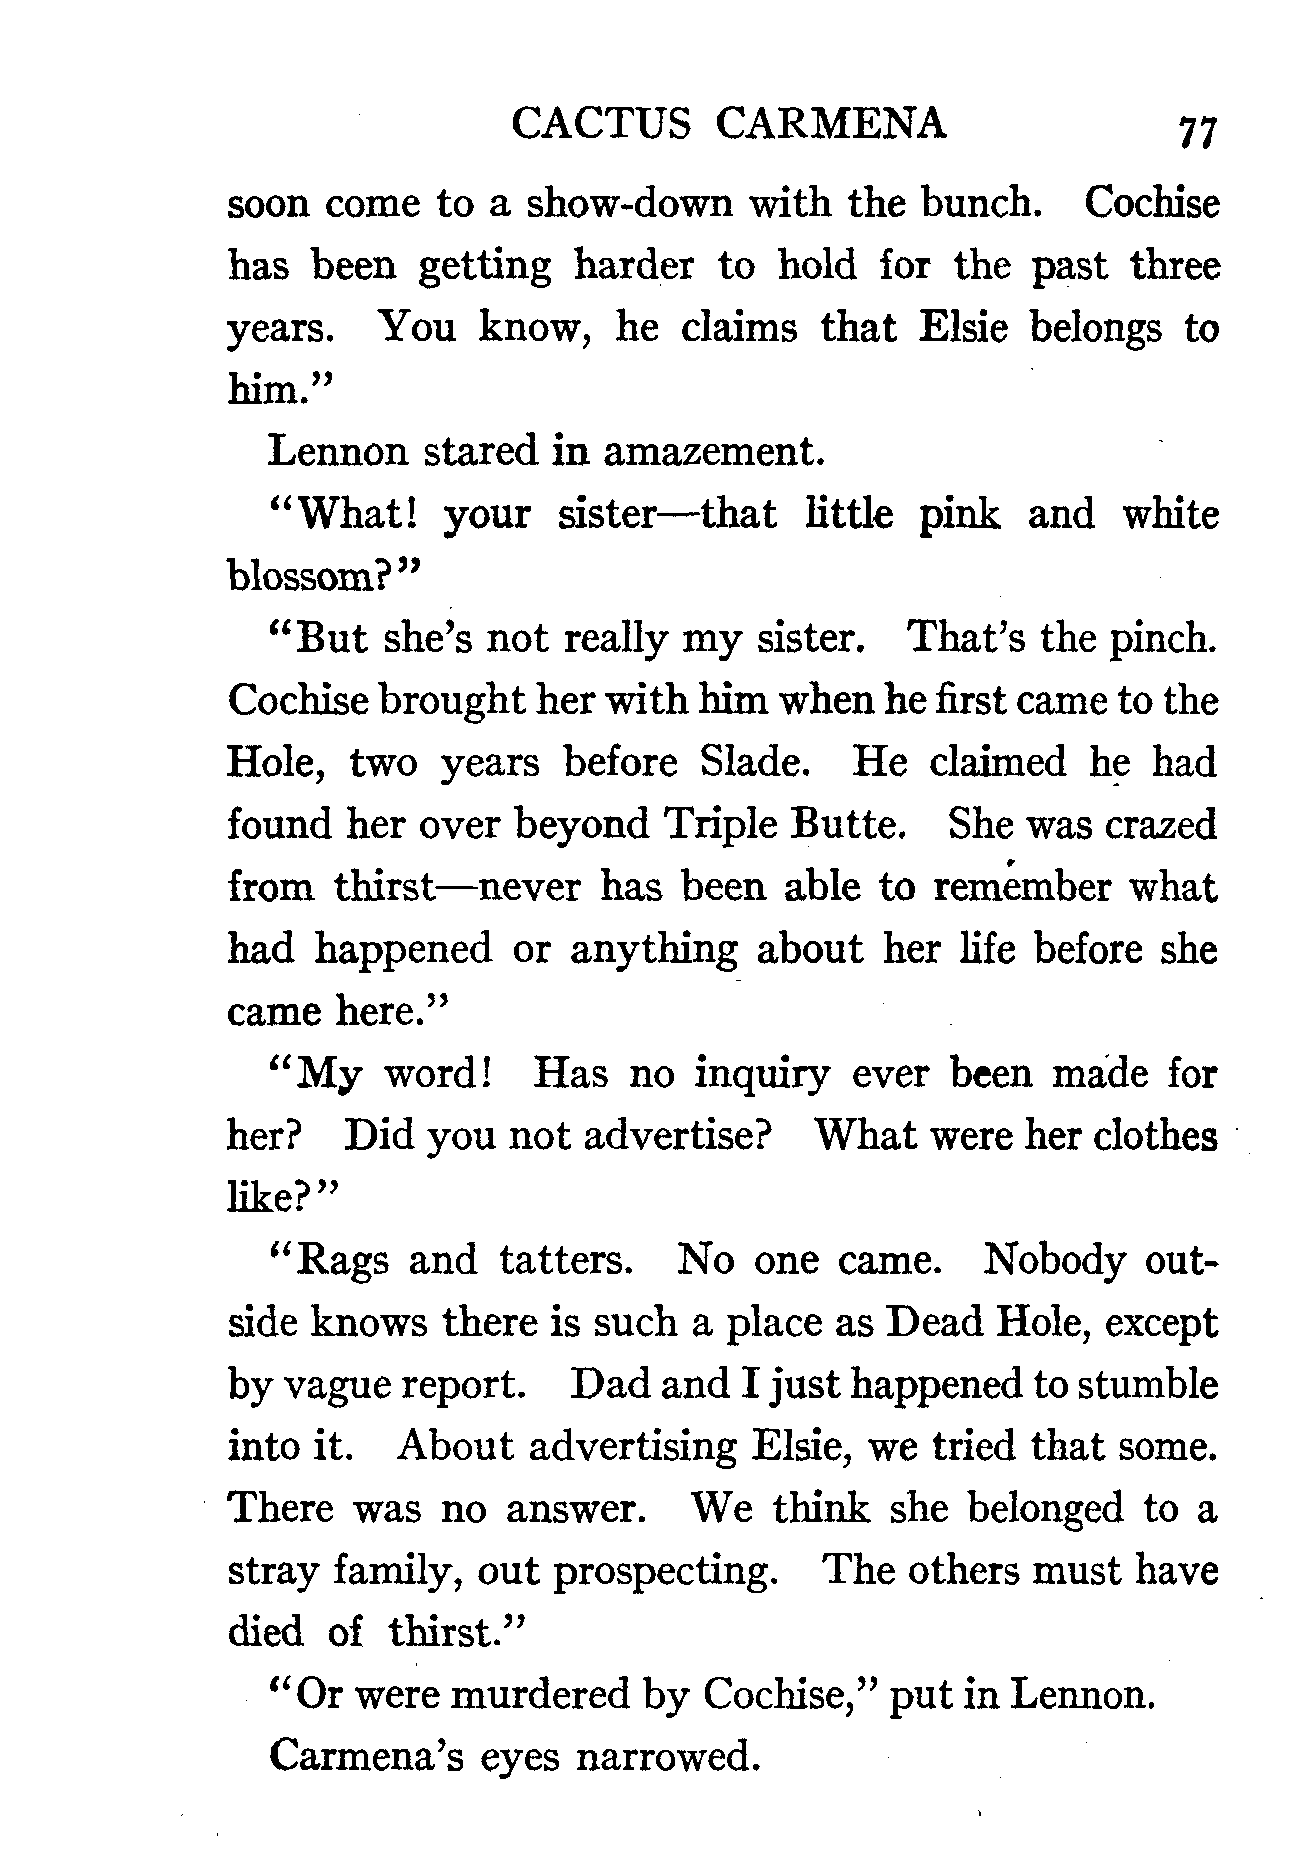 CACTUS CARMENA 77
soon come to a show-down with the bunch. Cochise
has been getting harder to hold for the past three
years. You know, he claims that Elsie belongs to
him."
Lennon stared in amazement.
"What! your sister—that little pink and white
blossom?"
"But she's not really my sister. That's the pinch.
Cochise brought her with him when he first came to the
Hole, two years before Slade. He claimed he had
found her over beyond Triple Butte. She was crazed
from thirst—never has been able to remember what
had happened or anything about her life before she
came here."
"My word! Has no inquiry ever been made for
her? Did you not advertise? What were her clothes
like?"
"Rags and tatters. No one came. Nobody out-
side knows there is such a place as Dead Hole, except
by vague report. Dad and I just happened to stumble
into it. About advertising Elsie, we tried that some.
There was no answer. We think she belonged to a
stray family, out prospecting. The others must have
died of thirst."
"Or were murdered by Cochise," put in Lennon.
Carmena's eyes narrowed.